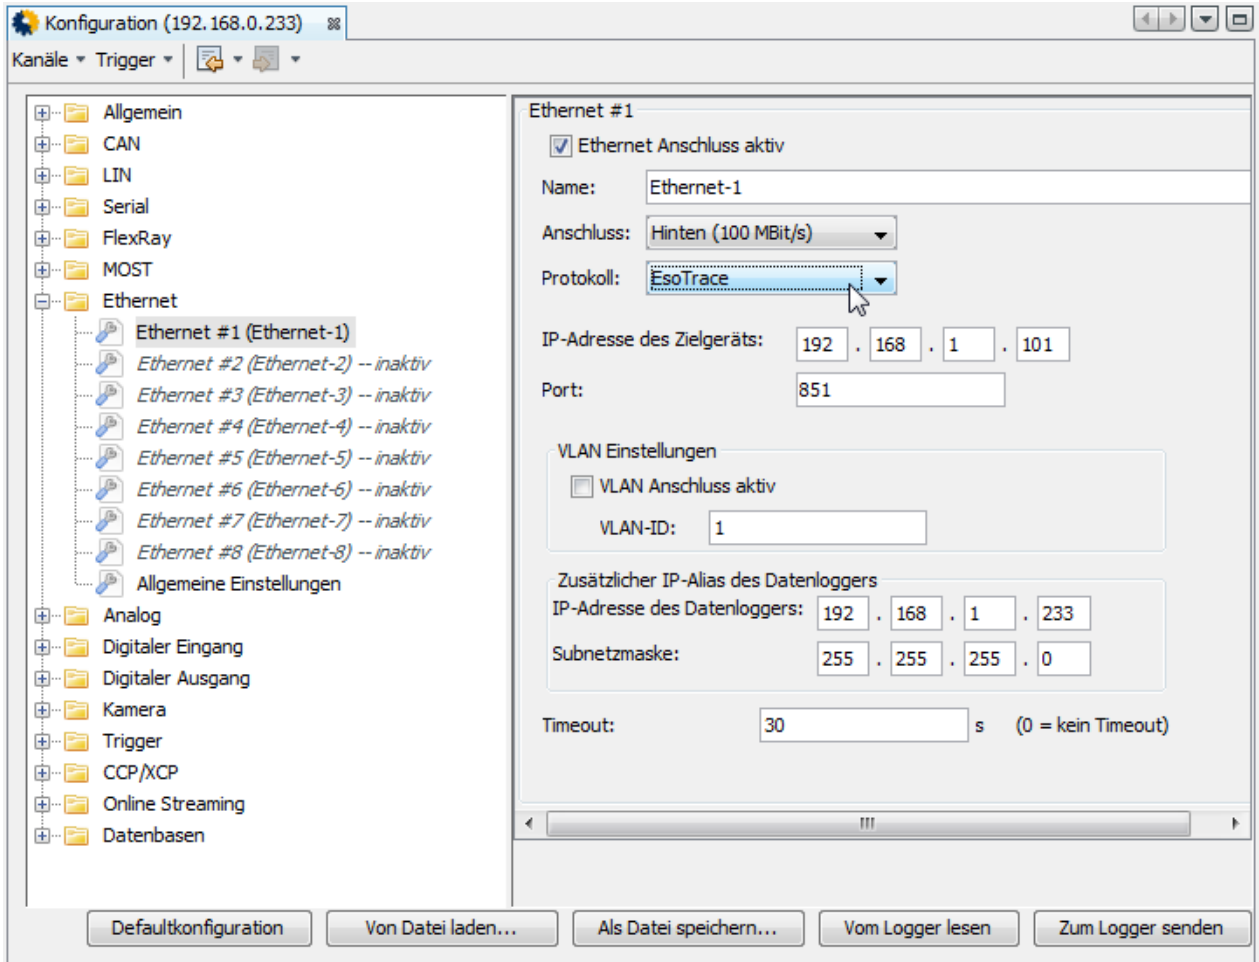 Konfiguration (192.168.0.233)
Kanäle Trigger
Allgemein
CAN
LIN
Serial
FlexRay
MOST
Ethernet
Ethernet #1 (Ethernet-1)
Ethernet #2 (Ethernet-2) -- inaktiv
Ethernet #3 (Ethernet-3) -- inaktiv
Ethernet #4 (Ethernet-4) -- inaktiv
Ethernet #5 (Ethernet-5) -- inaktiv
Ethernet #6 (Ethernet-6) -- inaktiv
Ethernet #7 (Ethernet-7) -- inaktiv
Ethernet #8 (Ethernet-8) -- inaktiv
Allgemeine Einstellungen
Analog
Digitaler Eingang
Digitaler Ausgang
Kamera
Trigger
CCP/XCP
Online Streaming
Datenbasen
Ethernet #1
Ethernet Anschluss aktiv
Name: Ethernet-1
Anschluss: Hinten (100 MBit/s)
Protokoll: EsoTrace
IP-Adresse des Zielgeräts: 192 . 168 . 1 . 101
Port: 851
VLAN Einstellungen
VLAN Anschluss aktiv
VLAN-ID: 1
Zusätzlicher IP-Alias des Datenloggers
IP-Adresse des Datenloggers: 192 . 168 . 1 . 233
Subnetzmaske: 255 . 255 . 255 . 0
Timeout: 30 s (0 = kein Timeout)
Defaultkonfiguration Von Datei laden... Als Datei speichern... Vom Logger lesen Zum Logger senden